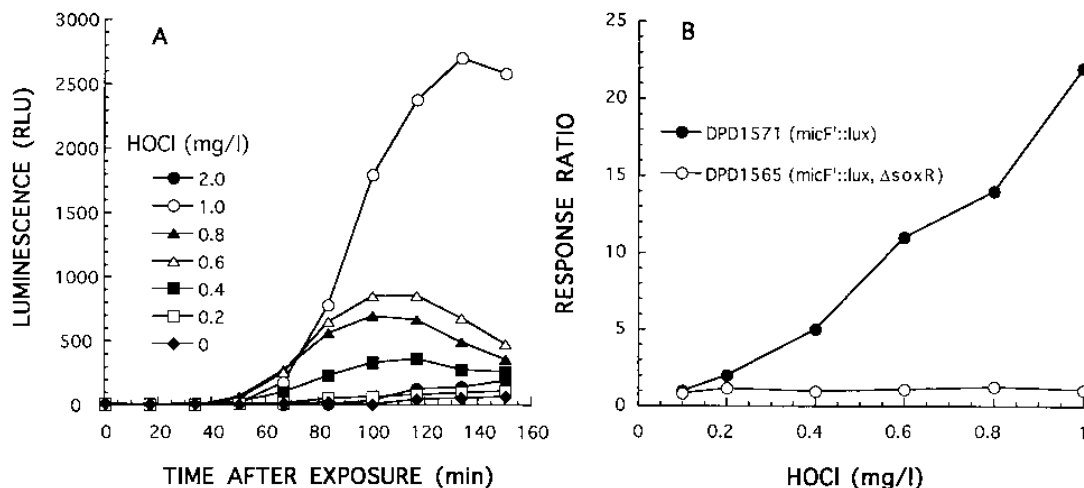 A
LUMINESCENCE (RLU)
3000
2500
2000
1500
1000
500
0
HOCl (mg/l)
2.0
1.0
0.8
0.6
0.4
0.2
0
0 20 40 60 80 100 120 140 160
TIME AFTER EXPOSURE (min)
B
RESPONSE RATIO
25
20
15
10
5
0
DPD1571 (micF'::lux)
DPD1565 (micF'::lux, ΔsoxR)
0 0.2 0.4 0.6 0.8 1
HOCl (mg/l)